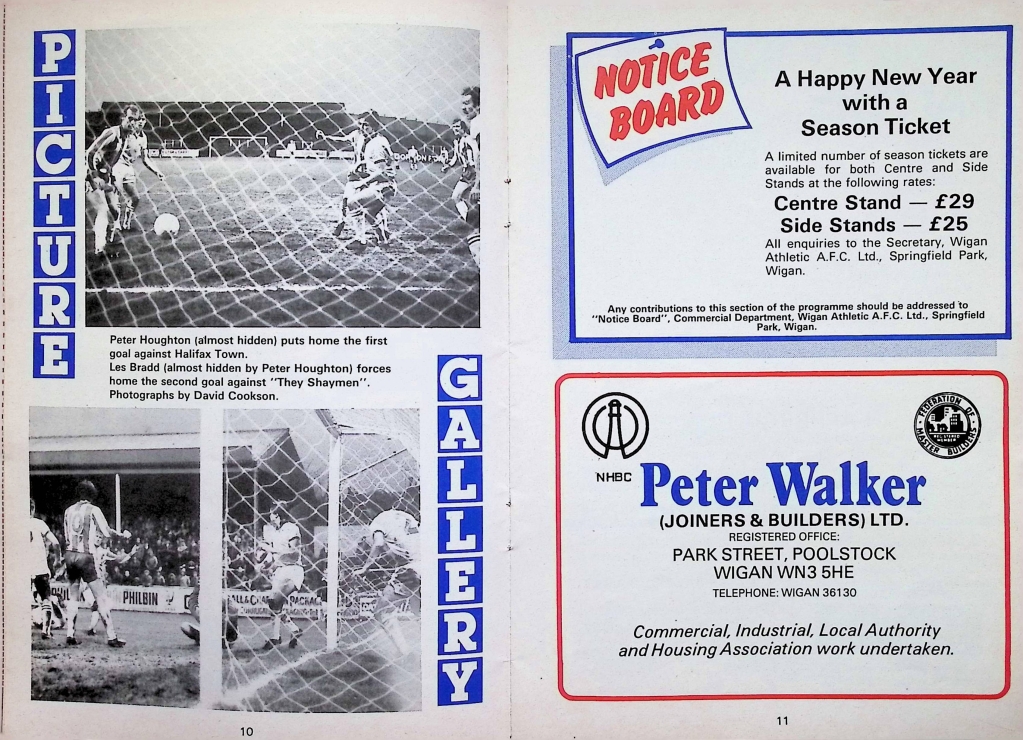 PICTURE
Peter Houghton (almost hidden) puts home the first
goal against Halifax Town.
Les Bradd (almost hidden by Peter Houghton) forces
home the second goal against "They Shaymen".
Photographs by David Cookson.
GALLERY
PHILBIN
10
NOTICE
BOARD
A Happy New Year
with a
Season Ticket
A limited number of season tickets are
available for both Centre and Side
Stands at the following rates:
Centre Stand — £29
Side Stands — £25
All enquiries to the Secretary, Wigan
Athletic A.F.C. Ltd., Springfield Park,
Wigan.
Any contributions to this section of the programme should be addressed to
"Notice Board", Commercial Department, Wigan Athletic A.F.C. Ltd., Springfield
Park, Wigan.
NHBC
FEDERATION OF
MASTER BUILDERS
REGISTERED
MEMBER
Peter Walker
(JOINERS & BUILDERS) LTD.
REGISTERED OFFICE:
PARK STREET, POOLSTOCK
WIGAN WN3 5HE
TELEPHONE: WIGAN 36130
Commercial, Industrial, Local Authority
and Housing Association work undertaken.
11